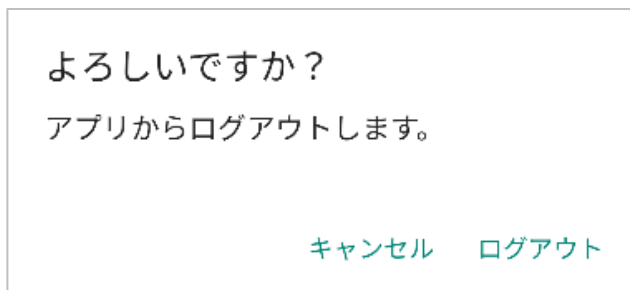 よろしいですか？
アプリからログアウトします。
キャンセル ログアウト